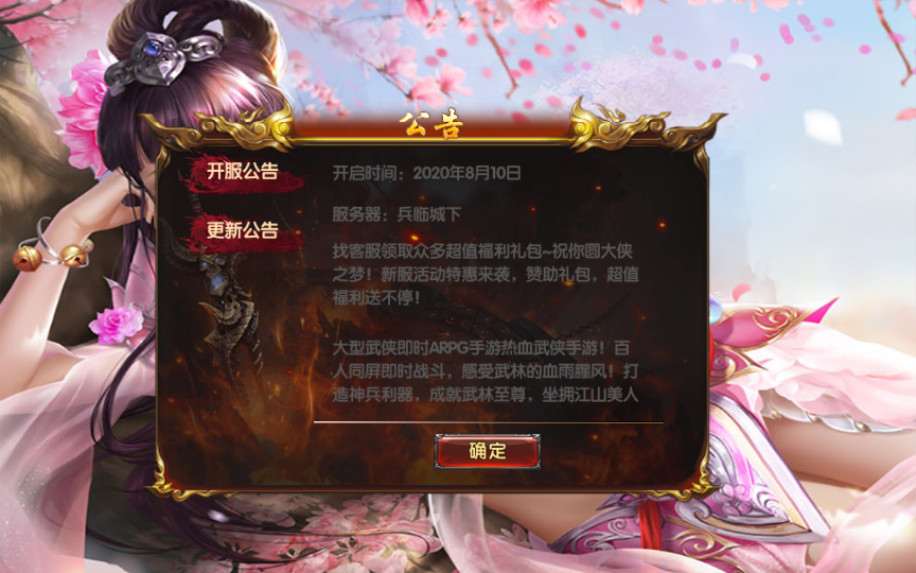 公告
开服公告
更新公告
开启时间：2020年8月10日
服务器：兵临城下
找客服领取众多超值福利礼包~祝你圆大侠
之梦！新服活动特惠来袭，赞助礼包，超值
福利送不停！
大型武侠即时ARPG手游热血武侠手游！百
人同屏即时战斗，感受武林的血雨腥风！打
造神兵利器，成就武林至尊，坐拥江山美人
确定